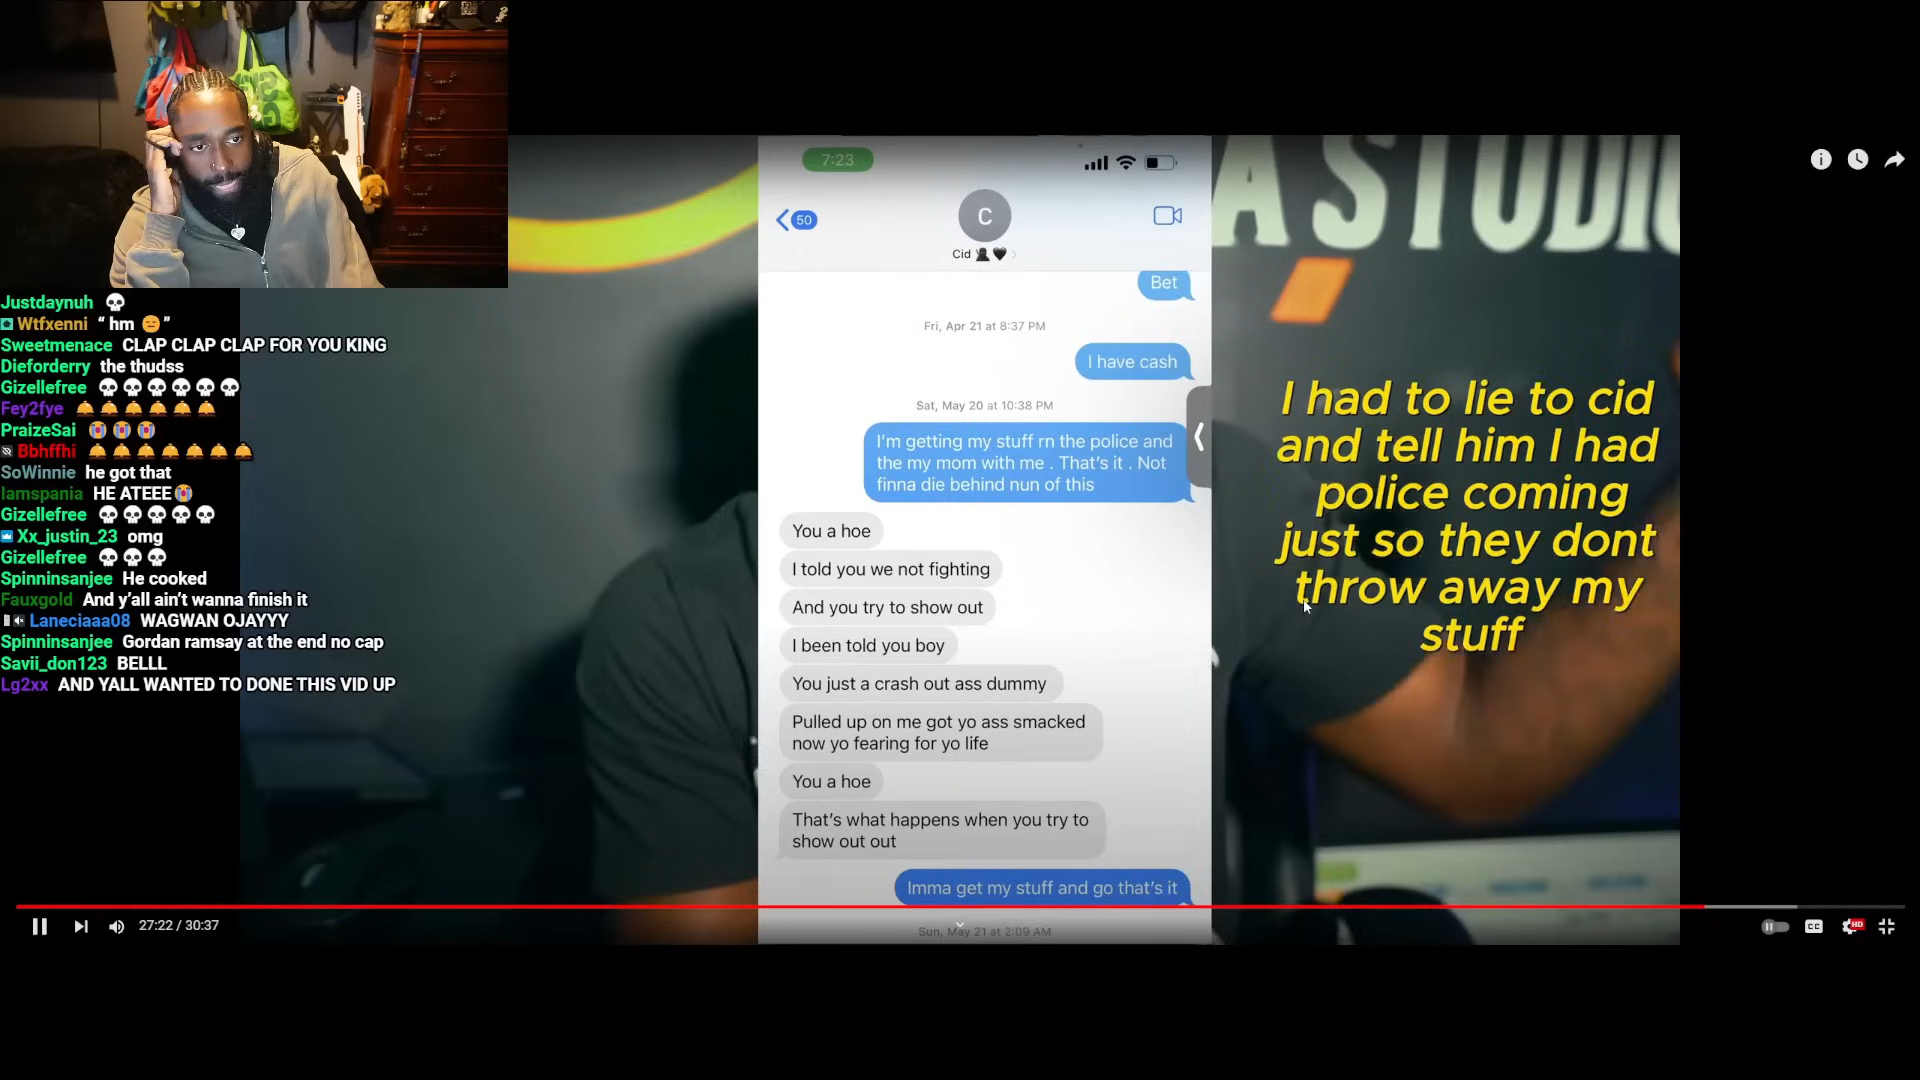 7:23
50
C
Cid 👤🖤
Bet
Fri, Apr 21 at 8:37 PM
I have cash
Sat, May 20 at 10:38 PM
I'm getting my stuff rn the police and
the my mom with me . That's it . Not
finna die behind nun of this
You a hoe
I told you we not fighting
And you try to show out
I been told you boy
You just a crash out ass dummy
Pulled up on me got yo ass smacked
now yo fearing for yo life
You a hoe
That's what happens when you try to
show out out
Imma get my stuff and go that's it
Sun, May 21 at 2:09 AM
A STUDIO
I had to lie to cid
and tell him I had
police coming
just so they dont
throw away my
stuff
Justdaynuh 💀
Wtfxenni “ hm 😑 ”
Sweetmenace CLAP CLAP CLAP FOR YOU KING
Dieforderry the thudss
Gizellefree 💀💀💀💀💀💀
Fey2fye 🛎🛎🛎🛎🛎🛎
PraizeSai 😭😭😭
Bbhffhi 🛎🛎🛎🛎🛎🛎🛎
SoWinnie he got that
Iamspania HE ATEEE😭
Gizellefree 💀💀💀💀💀
Xx_justin_23 omg
Gizellefree 💀💀💀
Spinninsanjee He cooked
Fauxgold And y'all ain't wanna finish it
Laneciaaa08 WAGWAN OJAYYY
Spinninsanjee Gordan ramsay at the end no cap
Savii_don123 BELLL
Lg2xx AND YALL WANTED TO DONE THIS VID UP
27:22 / 30:37
CC
HD